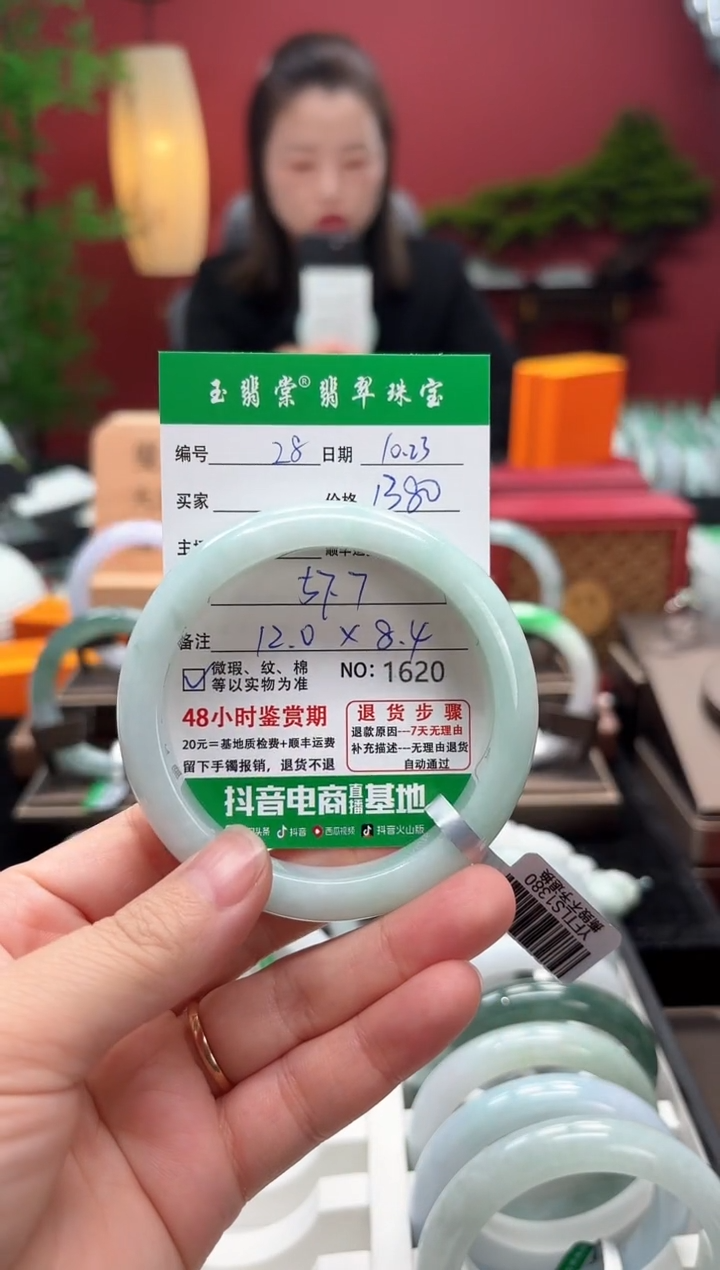 玉翡棠®翡翠珠宝
编号 28 日期 10.23
买家 价格 1380
57.7
备注 12.0 × 8.4
☑ 微瑕、纹、棉
等以实物为准
NO: 1620
48小时鉴赏期
20元=基地质检费+顺丰运费
留下手镯报销，退货不退
退货步骤
退款原因---7天无理由
补充描述---无理由退货
自动通过
抖音电商直播基地
头条 抖音 西瓜视频 抖音火山版
YFTLS1380